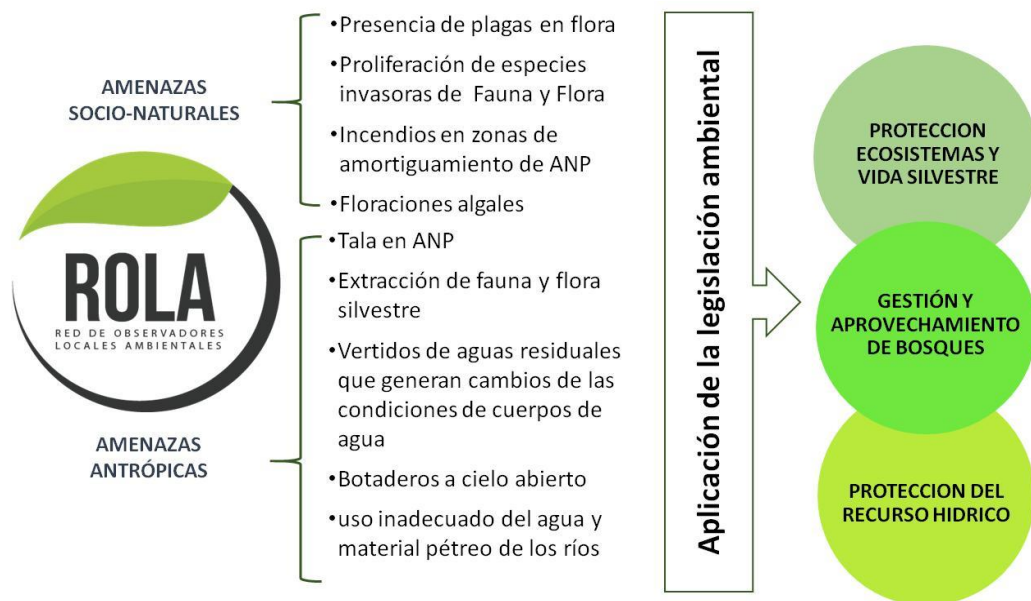 AMENAZAS
SOCIO-NATURALES
•Presencia de plagas en flora
•Proliferación de especies
invasoras de Fauna y Flora
•Incendios en zonas de
amortiguamiento de ANP
•Floraciones algales
ROLA
RED DE OBSERVADORES
LOCALES AMBIENTALES
AMENAZAS
ANTRÓPICAS
•Tala en ANP
•Extracción de fauna y flora
silvestre
•Vertidos de aguas residuales
que generan cambios de las
condiciones de cuerpos de
agua
•Botaderos a cielo abierto
•uso inadecuado del agua y
material pétreo de los ríos
Aplicación de la legislación ambiental
PROTECCION
ECOSISTEMAS Y
VIDA SILVESTRE
GESTIÓN Y
APROVECHAMIENTO
DE BOSQUES
PROTECCION DEL
RECURSO HIDRICO